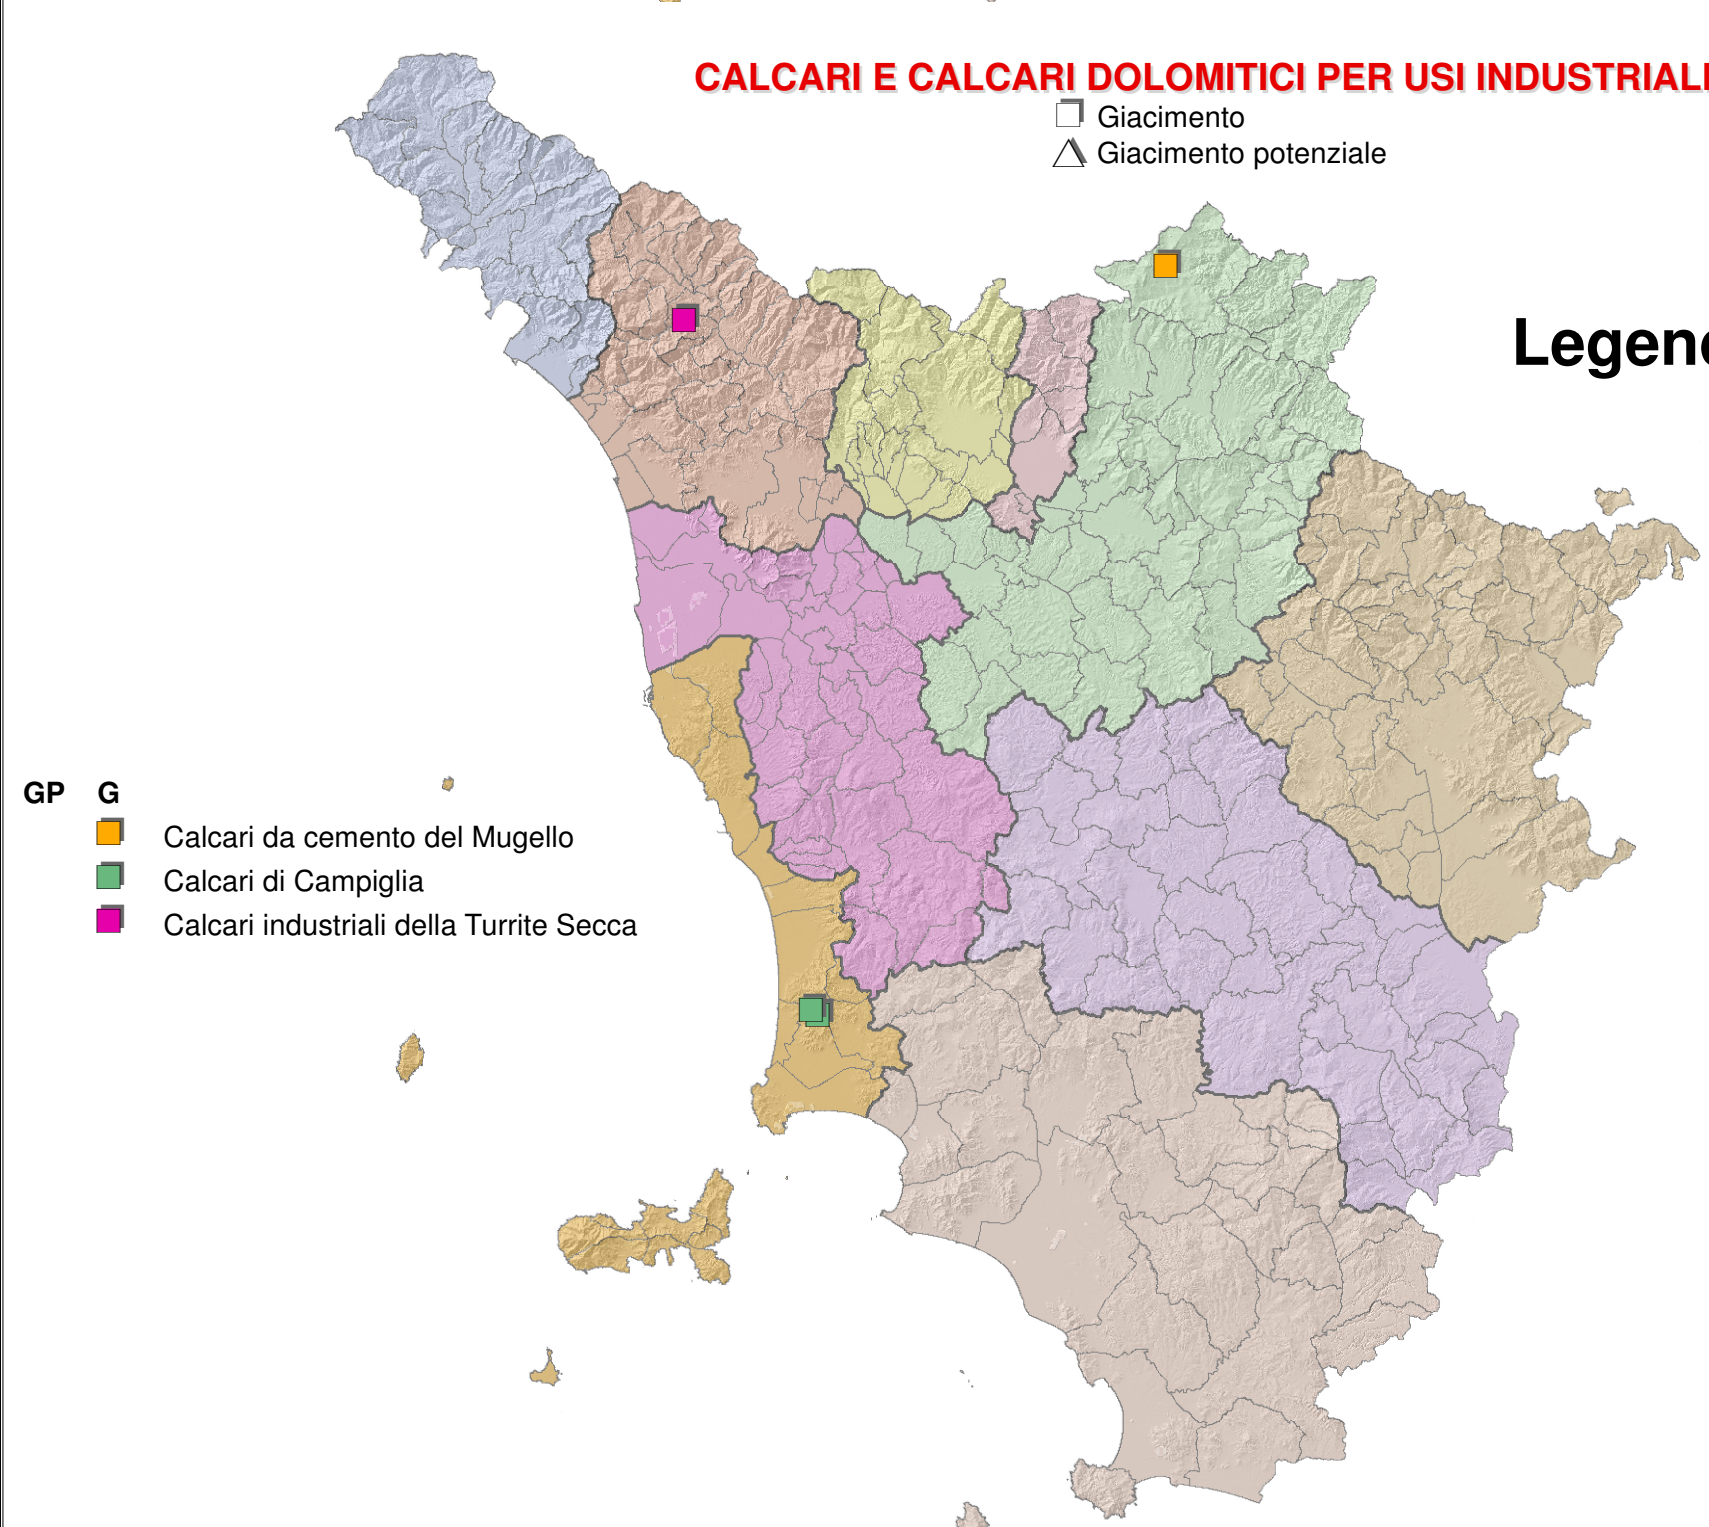 CALCARI E CALCARI DOLOMITICI PER USI INDUSTRIALI
Giacimento
Giacimento potenziale
Legen
GP G
Calcari da cemento del Mugello
Calcari di Campiglia
Calcari industriali della Turrite Secca